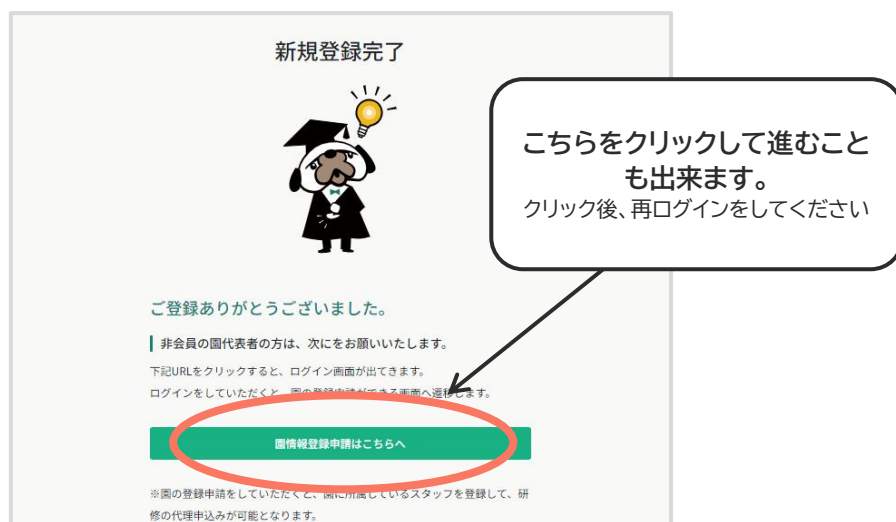 新規登録完了
こちらをクリックして進むこと
も出来ます。
クリック後、再ログインをしてください
ご登録ありがとうございました。
非会員の園代表者の方は、次にをお願いいたします。
下記URLをクリックすると、ログイン画面が出てきます。
ログインをしていただくと、園の登録申請ができる画面へ遷移します。
園情報登録申請はこちらへ
※園の登録申請をしていただくと、園に所属しているスタッフを登録して、研
修の代理申込みが可能となります。